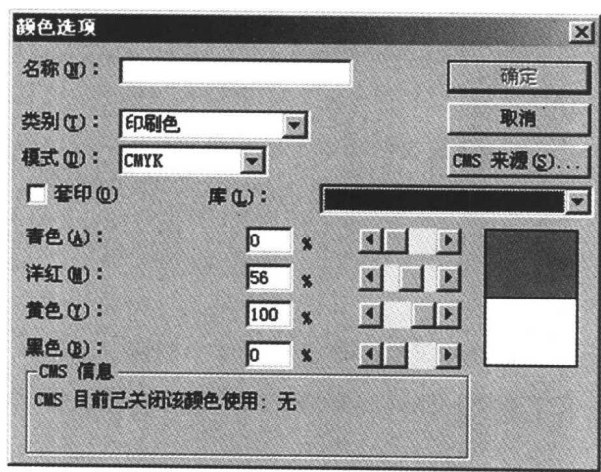 颜色选项
名称(N)：
确定
类别(T)：印刷色
取消
模式(D)：CMYK
CMS 来源(S)...
套印(O) 库(L)：
青色(A)：0 %
洋红(M)：56 %
黄色(Y)：100 %
黑色(B)：0 %
CMS 信息
CMS 目前已关闭该颜色使用：无